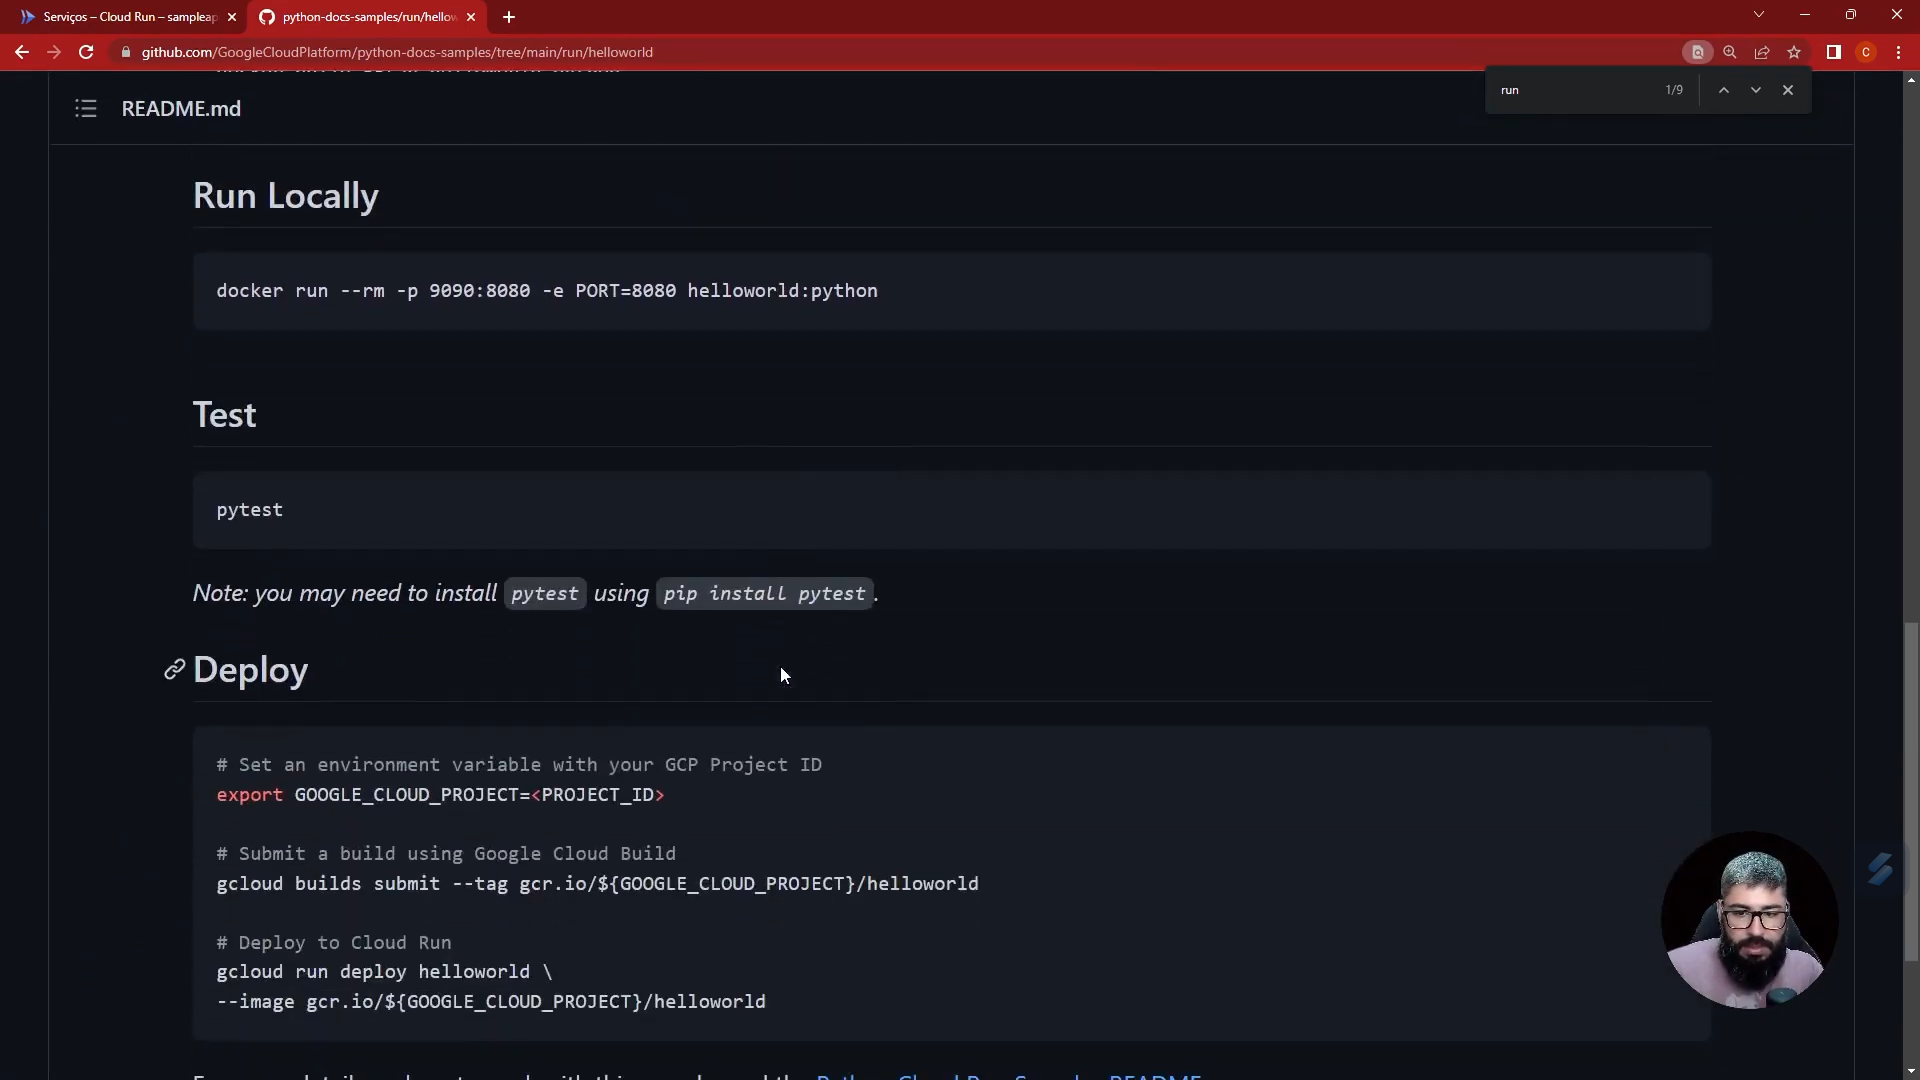 Serviços – Cloud Run – sampleap
python-docs-samples/run/hellow
github.com/GoogleCloudPlatform/python-docs-samples/tree/main/run/helloworld
C
run 1/9
README.md
Run Locally
docker run --rm -p 9090:8080 -e PORT=8080 helloworld:python
Test
pytest
Note: you may need to install pytest using pip install pytest.
Deploy
# Set an environment variable with your GCP Project ID
export GOOGLE_CLOUD_PROJECT=<PROJECT_ID>
# Submit a build using Google Cloud Build
gcloud builds submit --tag gcr.io/${GOOGLE_CLOUD_PROJECT}/helloworld
# Deploy to Cloud Run
gcloud run deploy helloworld \
--image gcr.io/${GOOGLE_CLOUD_PROJECT}/helloworld